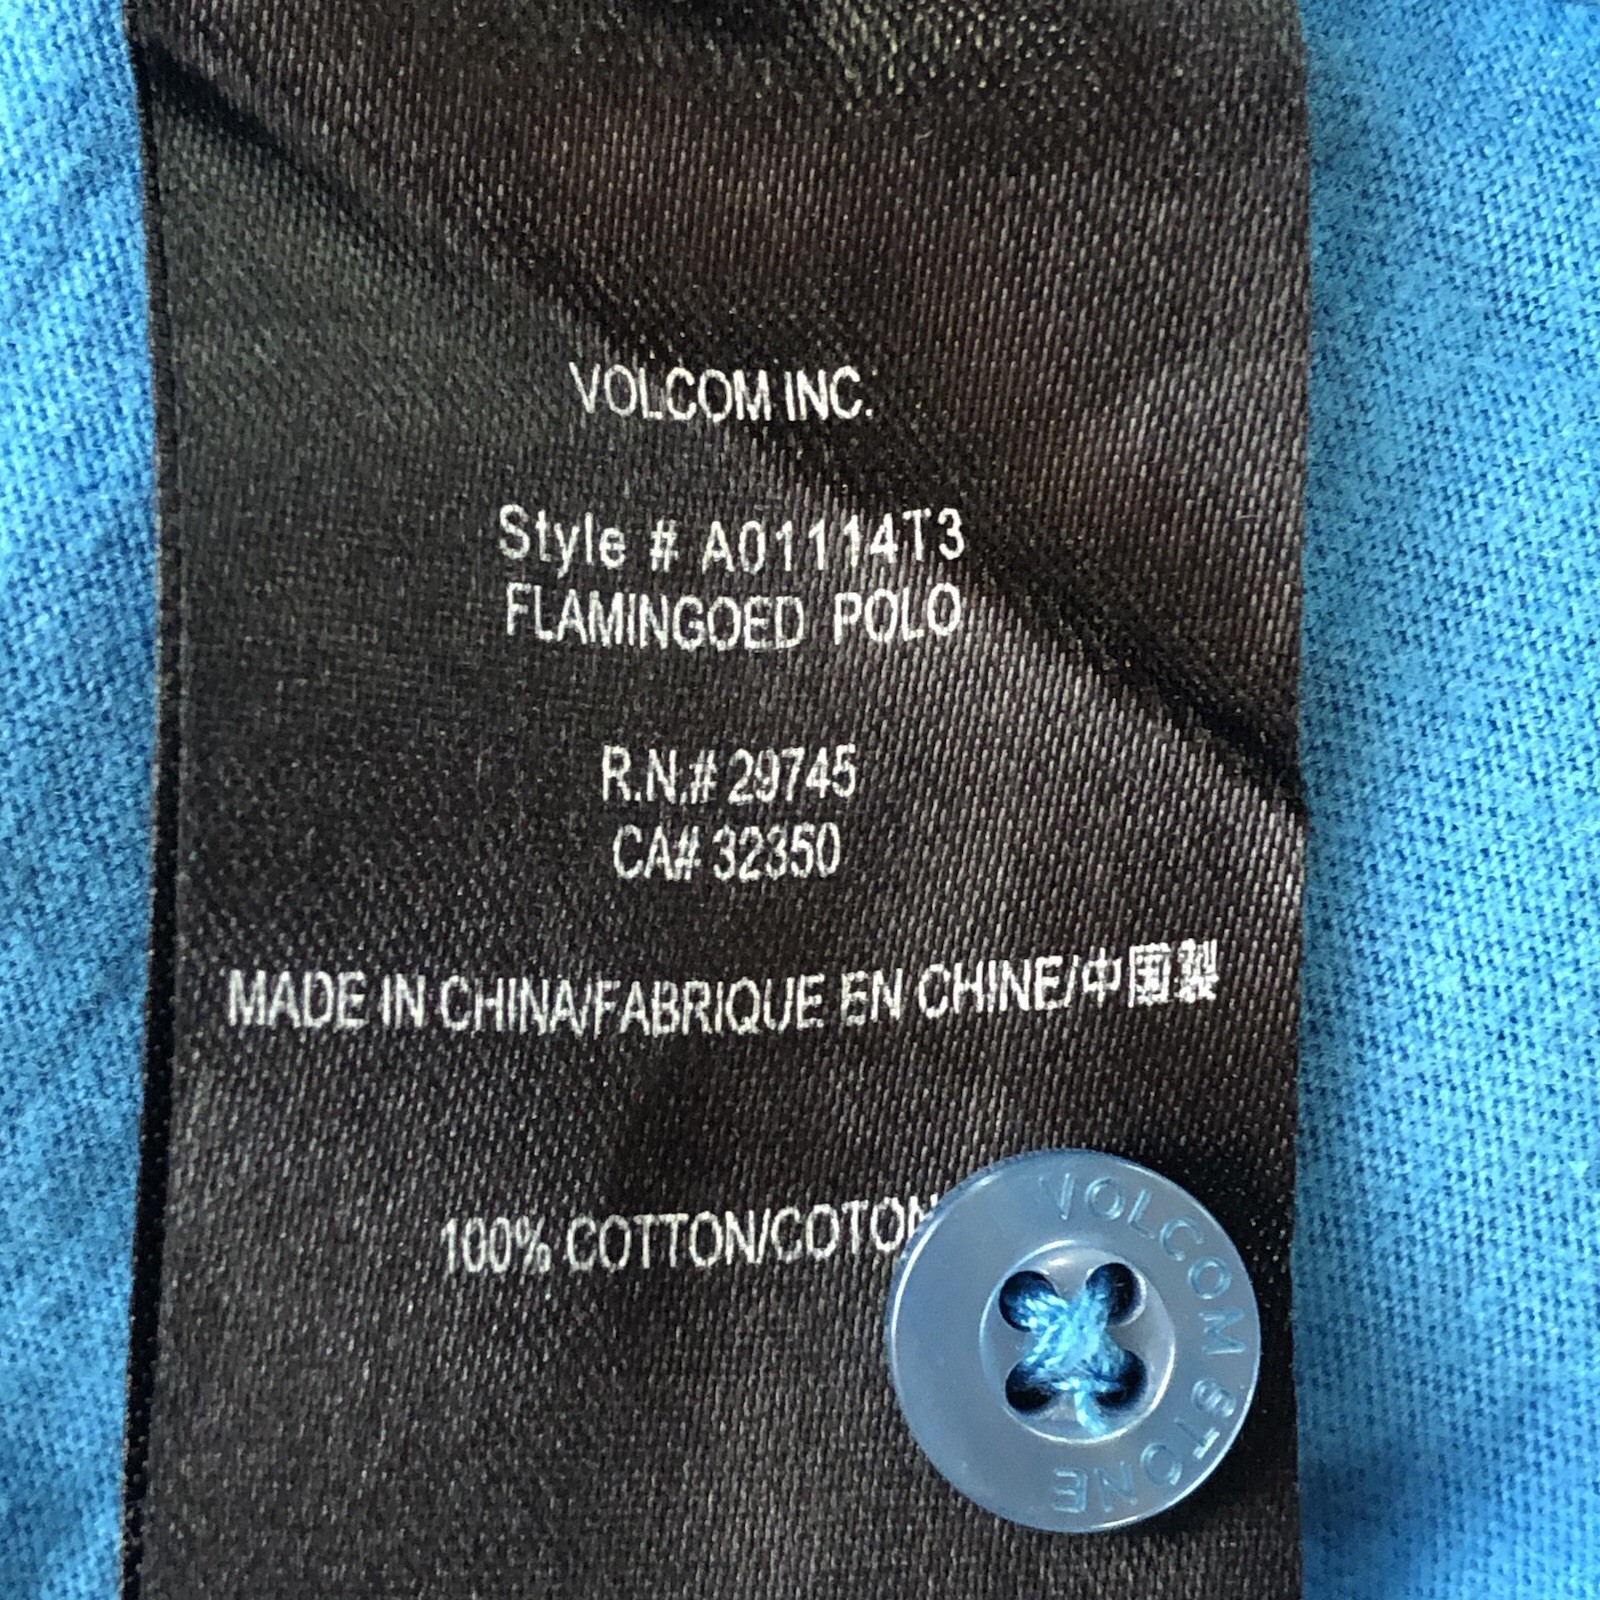 VOLCOM INC.
Style # A01114T3
FLAMINGOED POLO
R.N.# 29745
CA# 32350
MADE IN CHINA/FABRIQUE EN CHINE/中国製
100% COTTON/COTON
VOLCOM STONE